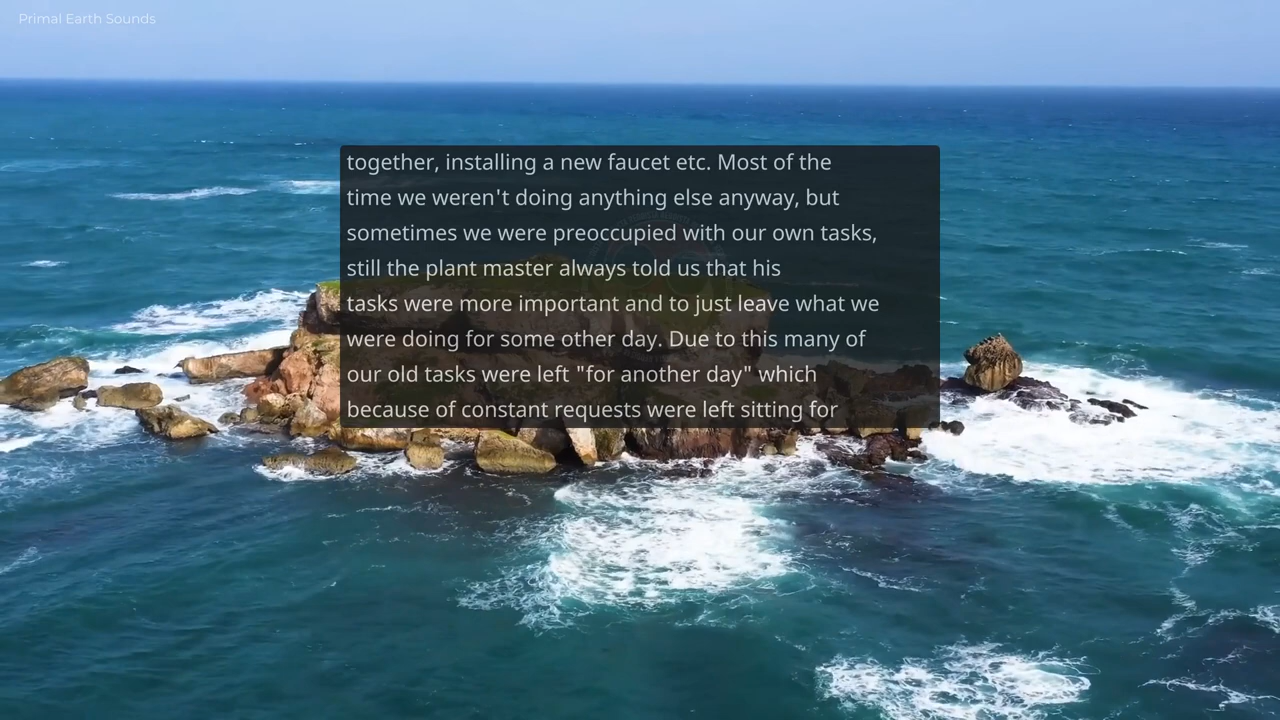 Primal Earth Sounds
together, installing a new faucet etc. Most of the
time we weren't doing anything else anyway, but
sometimes we were preoccupied with our own tasks,
still the plant master always told us that his
tasks were more important and to just leave what we
were doing for some other day. Due to this many of
our old tasks were left "for another day" which
because of constant requests were left sitting for